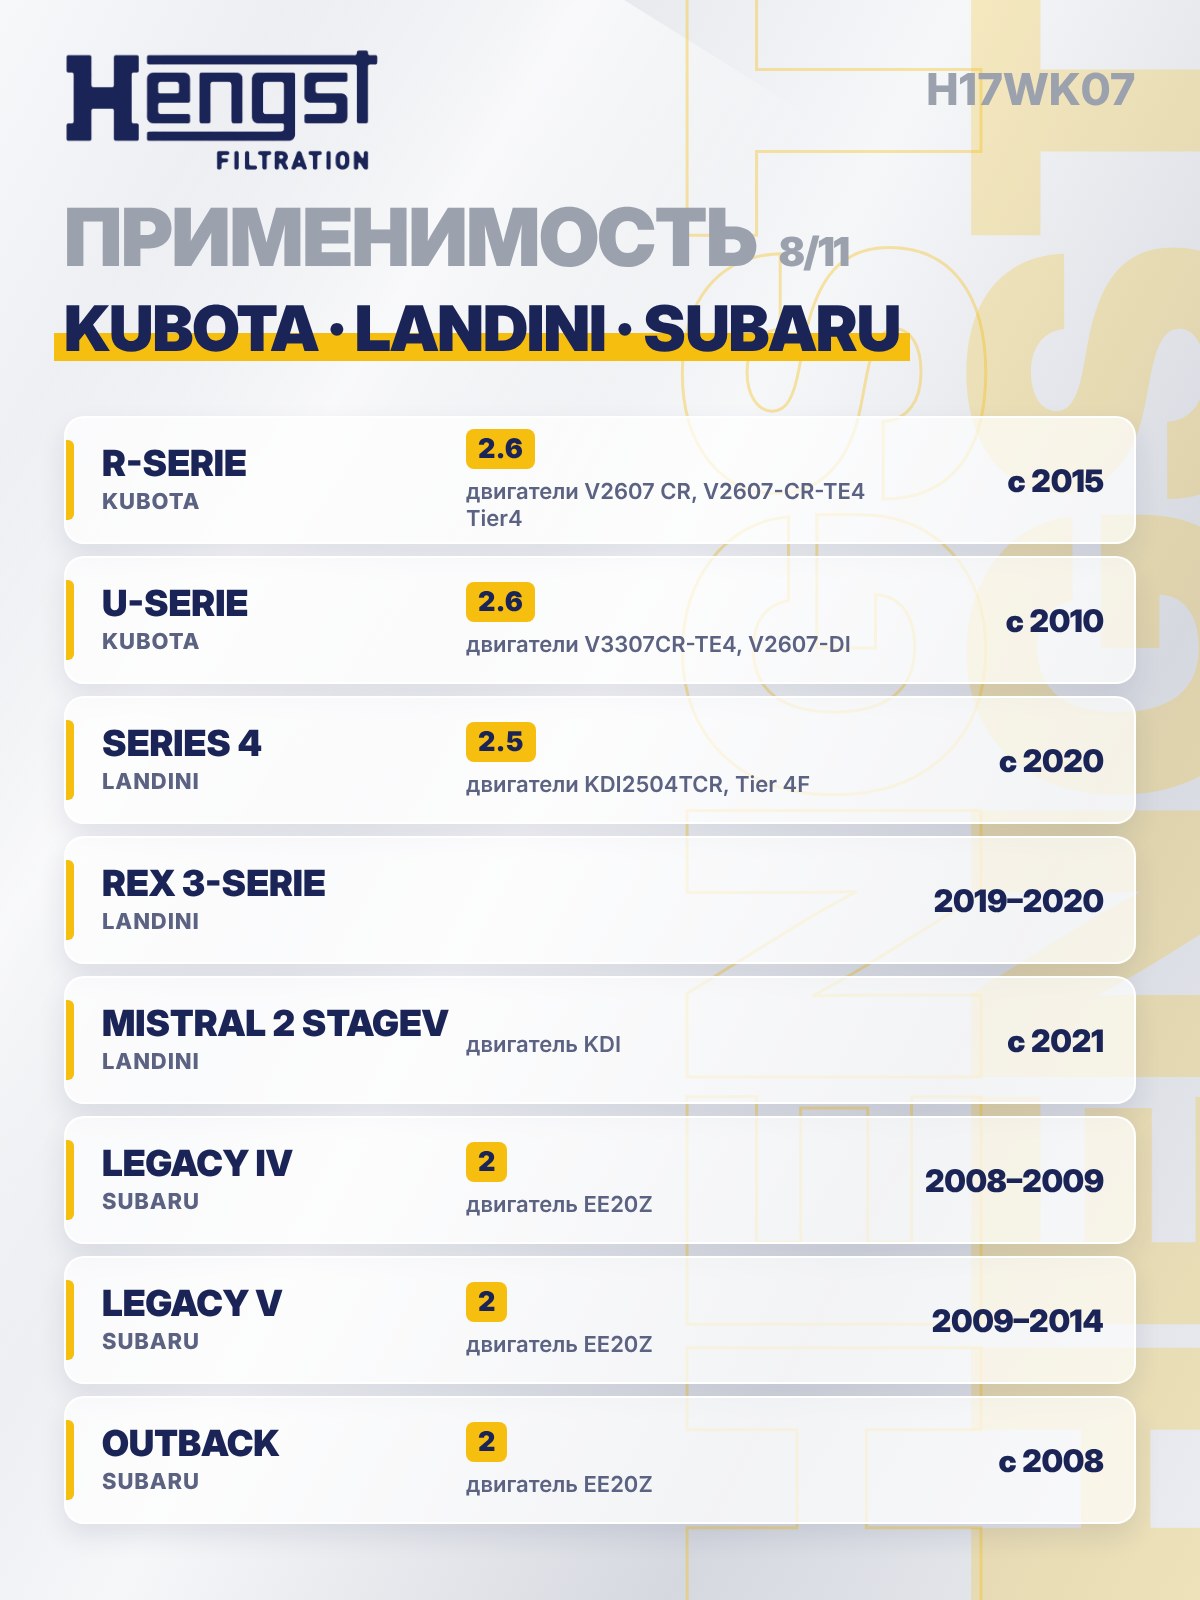 Hengst
FILTRATION
H17WK07
ПРИМЕНИМОСТЬ 8/11
KUBOTA · LANDINI · SUBARU
R-SERIE
KUBOTA
2.6
двигатели V2607 CR, V2607-CR-TE4
Tier4
с 2015
U-SERIE
KUBOTA
2.6
двигатели V3307CR-TE4, V2607-DI
с 2010
SERIES 4
LANDINI
2.5
двигатели KDI2504TCR, Tier 4F
с 2020
REX 3-SERIE
LANDINI
2019–2020
MISTRAL 2 STAGEV
LANDINI
двигатель KDI
с 2021
LEGACY IV
SUBARU
2
двигатель EE20Z
2008–2009
LEGACY V
SUBARU
2
двигатель EE20Z
2009–2014
OUTBACK
SUBARU
2
двигатель EE20Z
с 2008
HENGST
HENGST